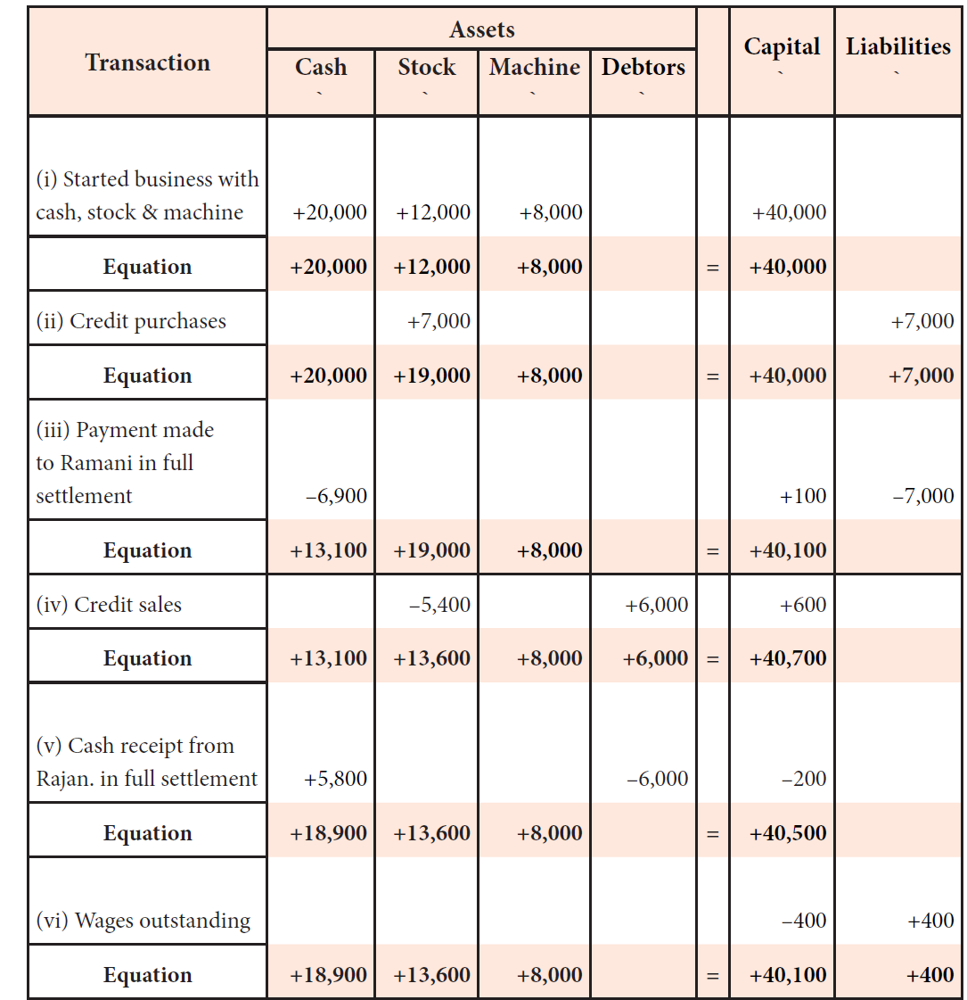 Transaction Assets Capital Liabilities
Cash Stock Machine Debtors
` ` ` ` ` `
(i) Started business with
cash, stock & machine +20,000 +12,000 +8,000 +40,000
Equation +20,000 +12,000 +8,000 = +40,000
(ii) Credit purchases +7,000 +7,000
Equation +20,000 +19,000 +8,000 = +40,000 +7,000
(iii) Payment made
to Ramani in full
settlement –6,900 +100 –7,000
Equation +13,100 +19,000 +8,000 = +40,100
(iv) Credit sales –5,400 +6,000 +600
Equation +13,100 +13,600 +8,000 +6,000 = +40,700
(v) Cash receipt from
Rajan. in full settlement +5,800 –6,000 –200
Equation +18,900 +13,600 +8,000 = +40,500
(vi) Wages outstanding –400 +400
Equation +18,900 +13,600 +8,000 = +40,100 +400